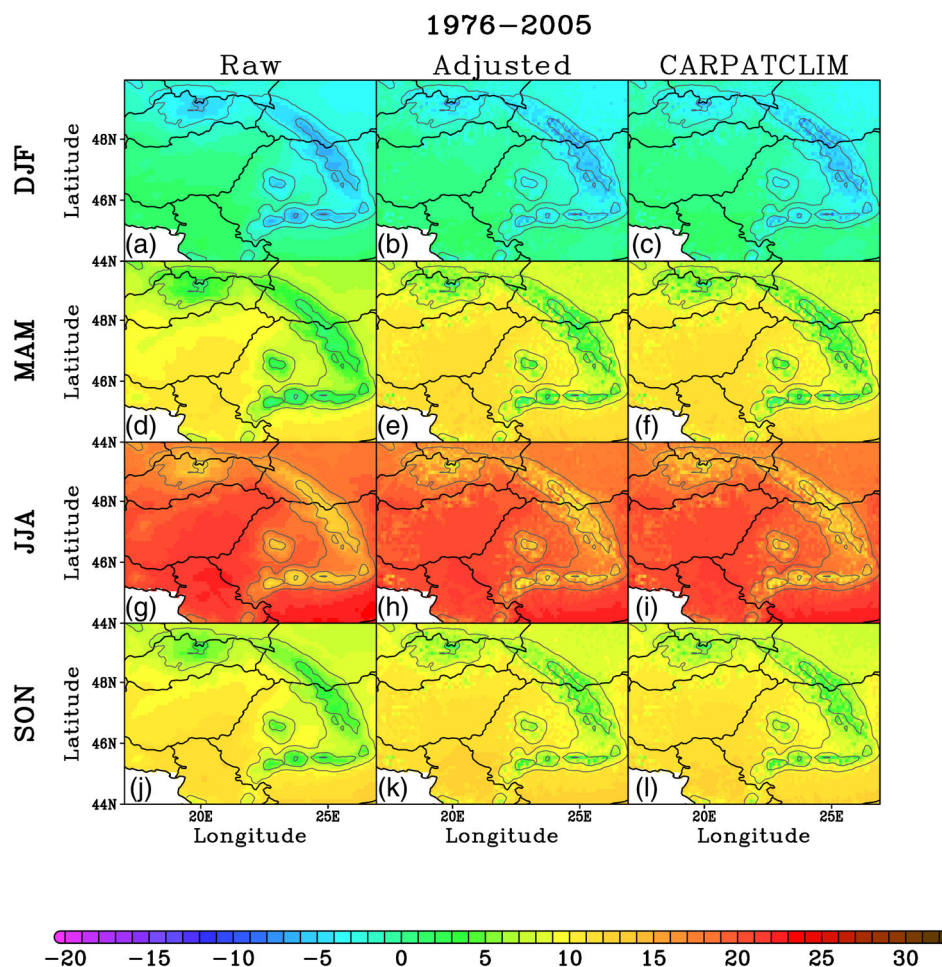 1976−2005
Raw Adjusted CARPATCLIM
DJF
Latitude
48N
46N
44N
(a) (b) (c)
MAM
Latitude
48N
46N
44N
(d) (e) (f)
JJA
Latitude
48N
46N
44N
(g) (h) (i)
SON
Latitude
48N
46N
44N
(j) (k) (l)
20E 25E 20E 25E 20E 25E
Longitude Longitude Longitude
−20 −15 −10 −5 0 5 10 15 20 25 30